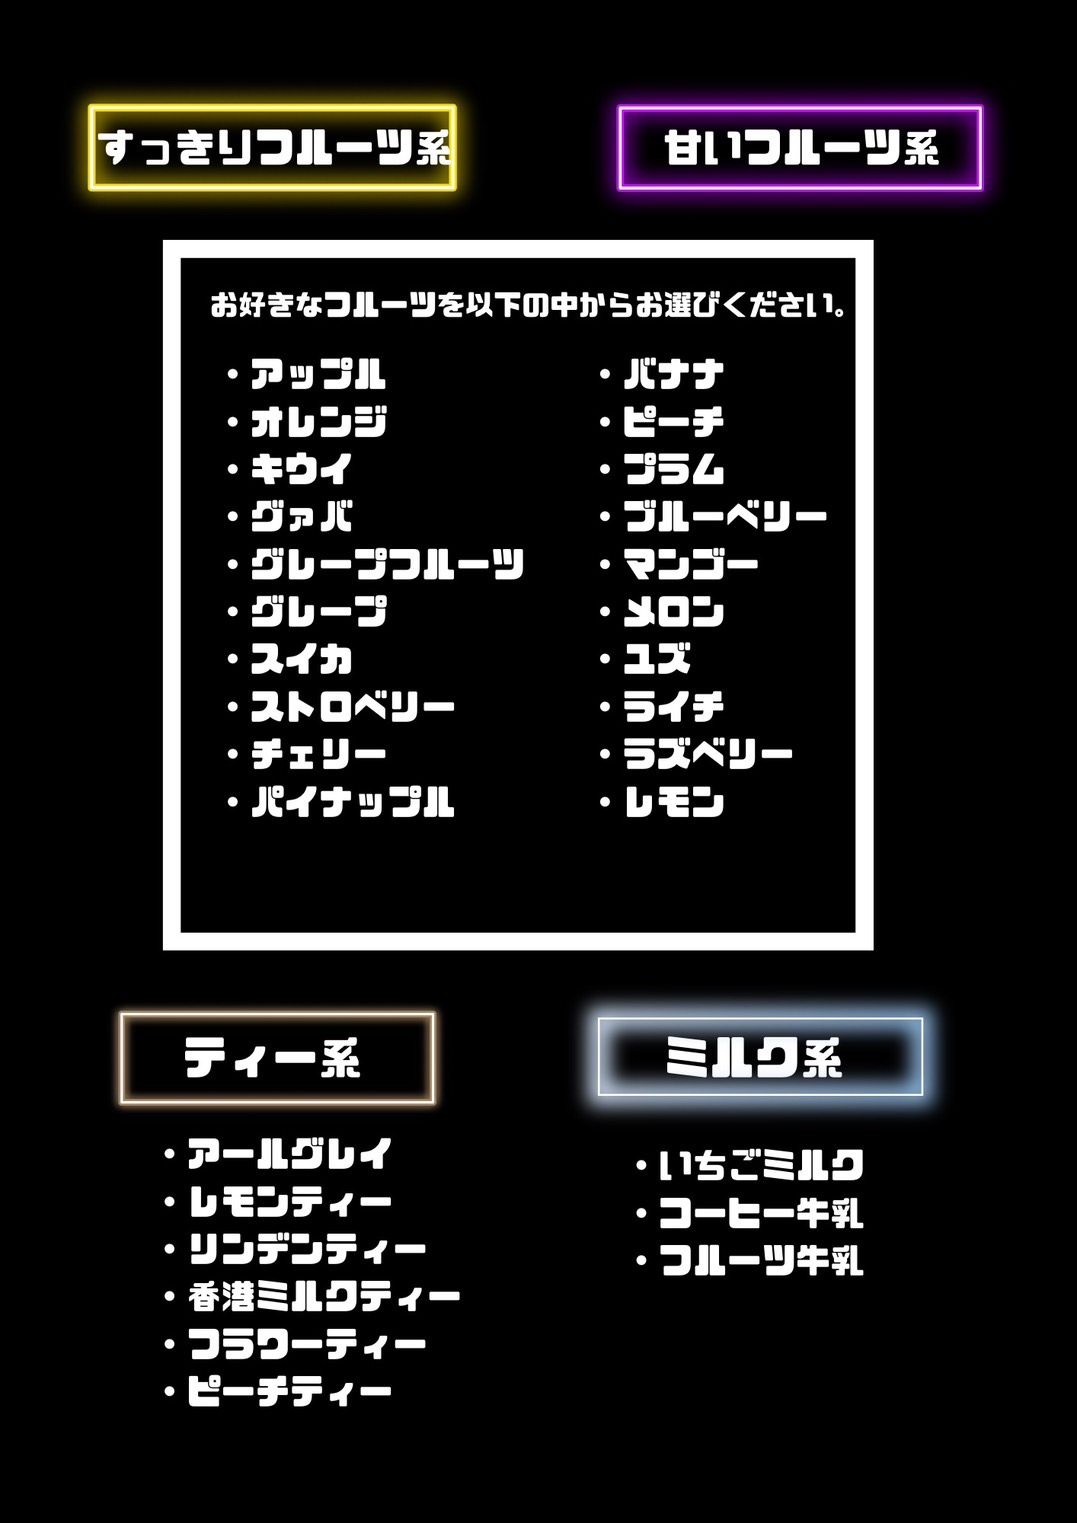 すっきりフルーツ系
甘いフルーツ系
お好きなフルーツを以下の中からお選びください。
・アップル
・オレンジ
・キウイ
・グァバ
・グレープフルーツ
・グレープ
・スイカ
・ストロベリー
・チェリー
・パイナップル
・バナナ
・ピーチ
・プラム
・ブルーベリー
・マンゴー
・メロン
・ユズ
・ライチ
・ラズベリー
・レモン
ティー系
・アールグレイ
・レモンティー
・リンデンティー
・香港ミルクティー
・フラワーティー
・ピーチティー
ミルク系
・いちごミルク
・コーヒー牛乳
・フルーツ牛乳